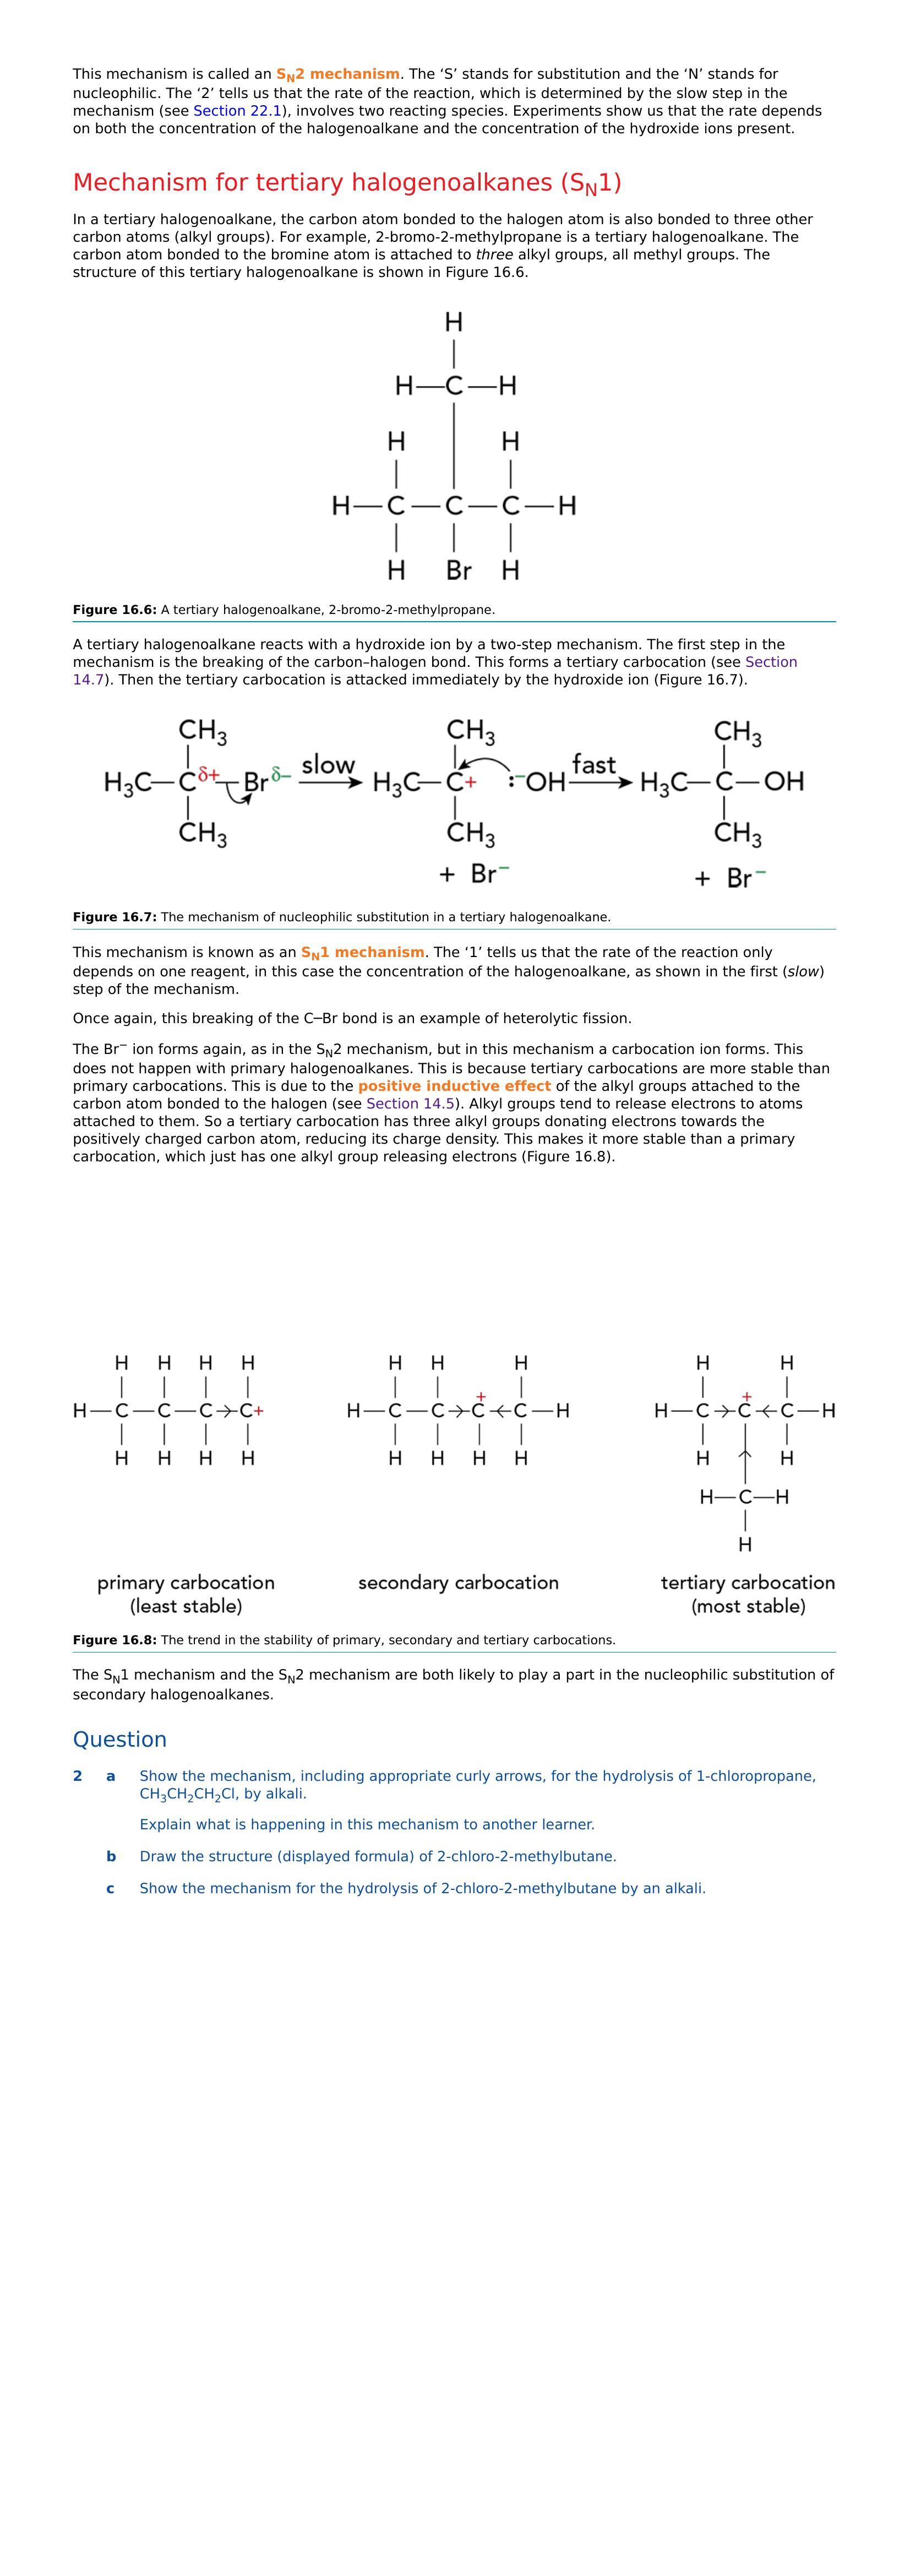 This mechanism is called an SN2 mechanism. The ‘S’ stands for substitution and the ‘N’ stands for
nucleophilic. The ‘2’ tells us that the rate of the reaction, which is determined by the slow step in the
mechanism (see Section 22.1), involves two reacting species. Experiments show us that the rate depends
on both the concentration of the halogenoalkane and the concentration of the hydroxide ions present.
Mechanism for tertiary halogenoalkanes (SN1)
In a tertiary halogenoalkane, the carbon atom bonded to the halogen atom is also bonded to three other
carbon atoms (alkyl groups). For example, 2-bromo-2-methylpropane is a tertiary halogenoalkane. The
carbon atom bonded to the bromine atom is attached to three alkyl groups, all methyl groups. The
structure of this tertiary halogenoalkane is shown in Figure 16.6.
H
H—C—H
H H
H—C—C—C—H
H Br H
Figure 16.6: A tertiary halogenoalkane, 2-bromo-2-methylpropane.
A tertiary halogenoalkane reacts with a hydroxide ion by a two-step mechanism. The first step in the
mechanism is the breaking of the carbon–halogen bond. This forms a tertiary carbocation (see Section
14.7). Then the tertiary carbocation is attacked immediately by the hydroxide ion (Figure 16.7).
CH3 CH3 CH3
H3C—Cδ+—Brδ– slow H3C—C+ :–OH fast H3C—C—OH
CH3 CH3 CH3
+ Br– + Br–
Figure 16.7: The mechanism of nucleophilic substitution in a tertiary halogenoalkane.
This mechanism is known as an SN1 mechanism. The ‘1’ tells us that the rate of the reaction only
depends on one reagent, in this case the concentration of the halogenoalkane, as shown in the first (slow)
step of the mechanism.
Once again, this breaking of the C–Br bond is an example of heterolytic fission.
The Br– ion forms again, as in the SN2 mechanism, but in this mechanism a carbocation ion forms. This
does not happen with primary halogenoalkanes. This is because tertiary carbocations are more stable than
primary carbocations. This is due to the positive inductive effect of the alkyl groups attached to the
carbon atom bonded to the halogen (see Section 14.5). Alkyl groups tend to release electrons to atoms
attached to them. So a tertiary carbocation has three alkyl groups donating electrons towards the
positively charged carbon atom, reducing its charge density. This makes it more stable than a primary
carbocation, which just has one alkyl group releasing electrons (Figure 16.8).
H H H H H H H H H
H—C—C—C→C+ H—C—C→C+←C—H H—C→C+←C—H
H H H H H H H H H H
H—C—H
H
primary carbocation secondary carbocation tertiary carbocation
(least stable) (most stable)
Figure 16.8: The trend in the stability of primary, secondary and tertiary carbocations.
The SN1 mechanism and the SN2 mechanism are both likely to play a part in the nucleophilic substitution of
secondary halogenoalkanes.
Question
2 a Show the mechanism, including appropriate curly arrows, for the hydrolysis of 1-chloropropane,
CH3CH2CH2Cl, by alkali.
Explain what is happening in this mechanism to another learner.
b Draw the structure (displayed formula) of 2-chloro-2-methylbutane.
c Show the mechanism for the hydrolysis of 2-chloro-2-methylbutane by an alkali.